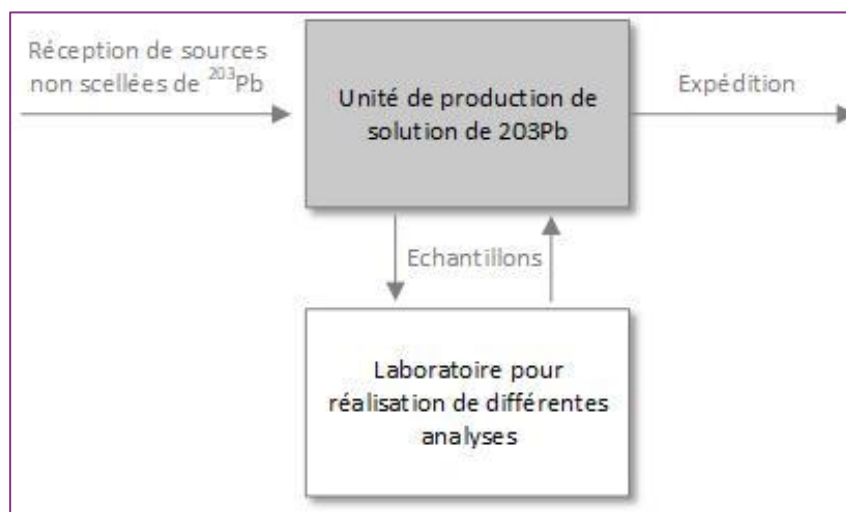 Réception de sources
non scellées de ²⁰³Pb
Unité de production de
solution de 203Pb
Expédition
Echantillons
Laboratoire pour
réalisation de différentes
analyses